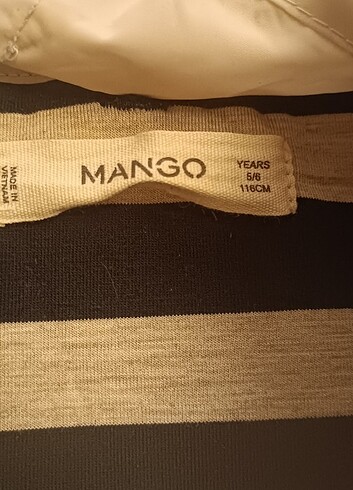 MADE IN
VIETNAM
MANGO
YEARS
5/6
116CM